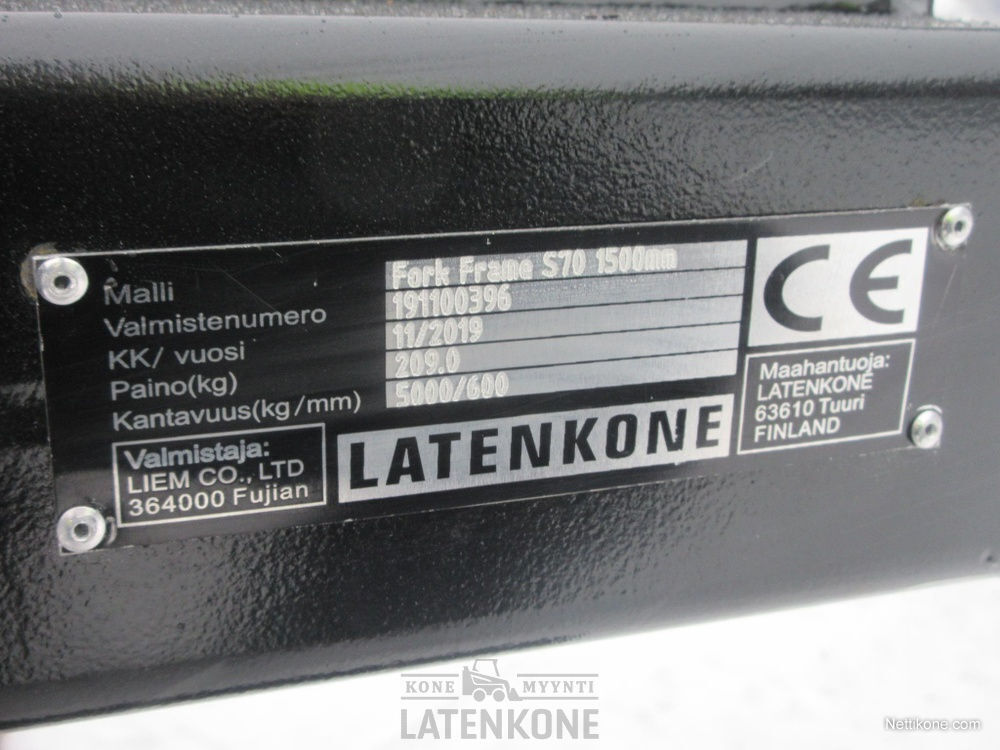 Malli Fork Frame S70 1500mm
Valmistenumero 191100396
KK/ vuosi 11/2019
Paino(kg) 209.0
Kantavuus(kg/mm) 5000/600
CE
Valmistaja:
LIEM CO., LTD
364000 Fujian
LATENKONE
Maahantuoja:
LATENKONE
63610 Tuuri
FINLAND
KONE MYYNTI
LATENKONE
Nettikone.com